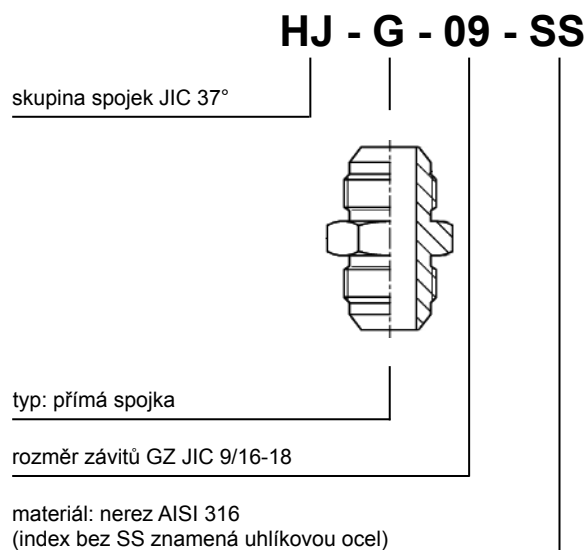 HJ - G - 09 - SS
skupina spojek JIC 37°
typ: přímá spojka
rozměr závitů GZ JIC 9/16-18
materiál: nerez AISI 316
(index bez SS znamená uhlíkovou ocel)